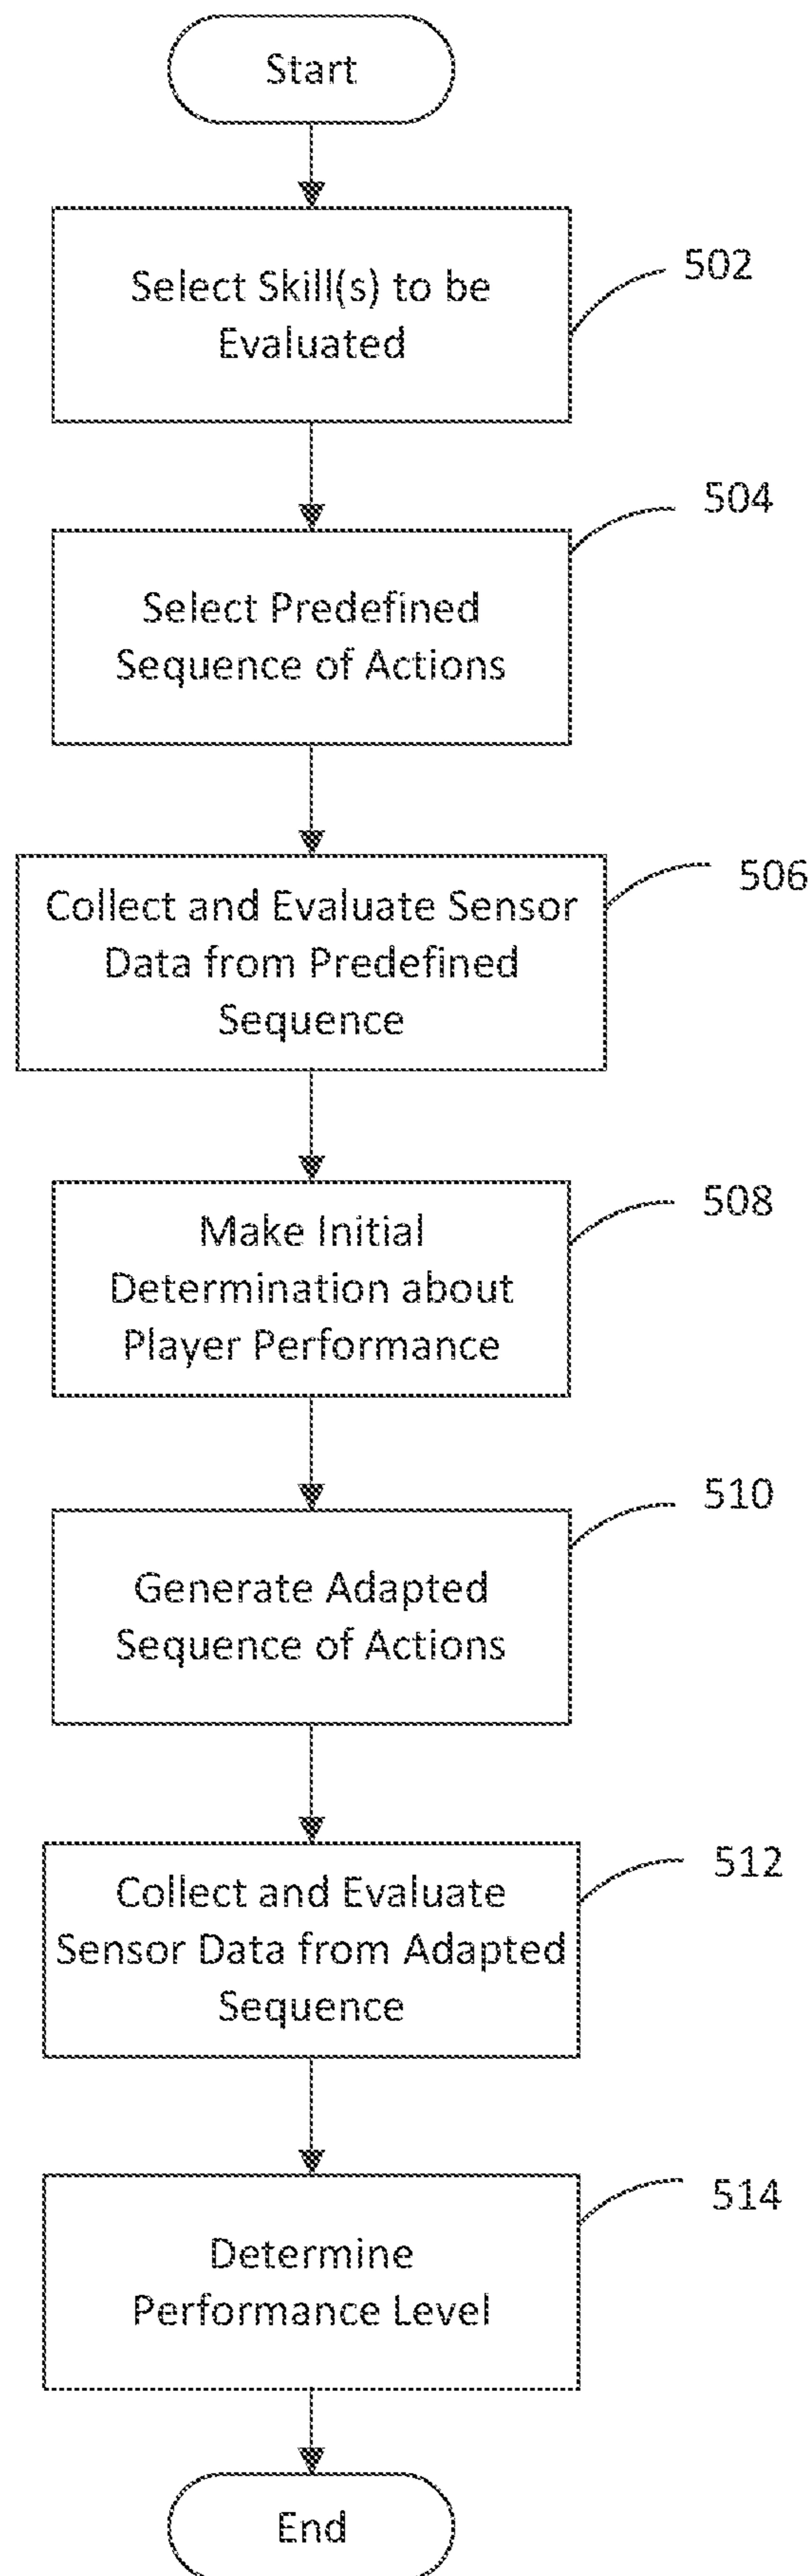 Start
Select Skill(s) to be
Evaluated
502
Select Predefined
Sequence of Actions
504
Collect and Evaluate Sensor
Data from Predefined
Sequence
506
Make Initial
Determination about
Player Performance
508
Generate Adapted
Sequence of Actions
510
Collect and Evaluate
Sensor Data from Adapted
Sequence
512
Determine
Performance Level
514
End